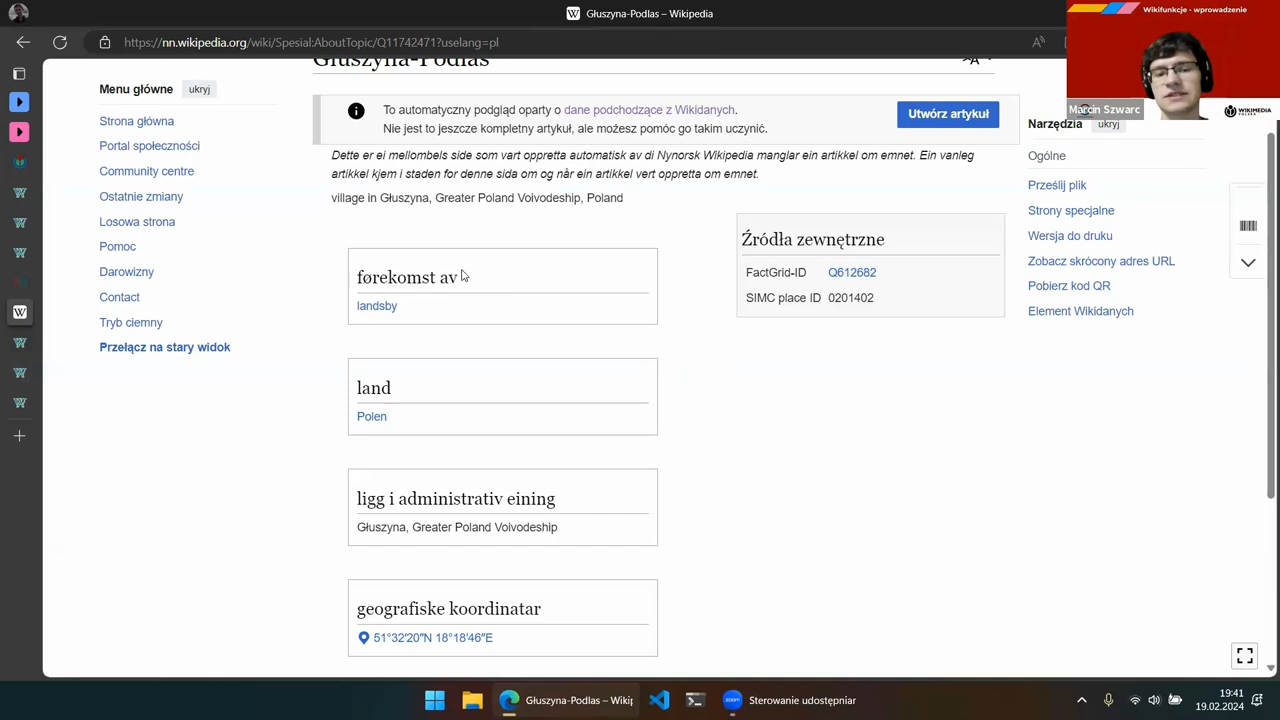 Głuszyna-Podlas – Wikipedia
https://nn.wikipedia.org/wiki/Spesial:AboutTopic/Q11742471?uselang=pl
Wikifunkcje - wprowadzenie
Marcin Szwarc
WIKIMEDIA
POLSKA
Menu główne
ukryj
Strona główna
Portal społeczności
Community centre
Ostatnie zmiany
Losowa strona
Pomoc
Darowizny
Contact
Tryb ciemny
Przełącz na stary widok
Głuszyna-Podlas
To automatyczny podgląd oparty o dane podchodzące z Wikidanych.
Nie jest to jeszcze kompletny artykuł, ale możesz pomóc go takim uczynić.
Utwórz artykuł
Dette er ei mellombels side som vart oppretta automatisk av di Nynorsk Wikipedia manglar ein artikkel om emnet. Ein vanleg
artikkel kjem i staden for denne sida om og når ein artikkel vert oppretta om emnet.
village in Głuszyna, Greater Poland Voivodeship, Poland
førekomst av
landsby
land
Polen
ligg i administrativ eining
Głuszyna, Greater Poland Voivodeship
geografiske koordinatar
51°32′20″N 18°18′46″E
Źródła zewnętrzne
FactGrid-ID Q612682
SIMC place ID 0201402
Narzędzia
ukryj
Ogólne
Prześlij plik
Strony specjalne
Wersja do druku
Zobacz skrócony adres URL
Pobierz kod QR
Element Wikidanych
Głuszyna-Podlas – Wiki
zoom
Sterowanie udostępniar
19:41
19.02.2024